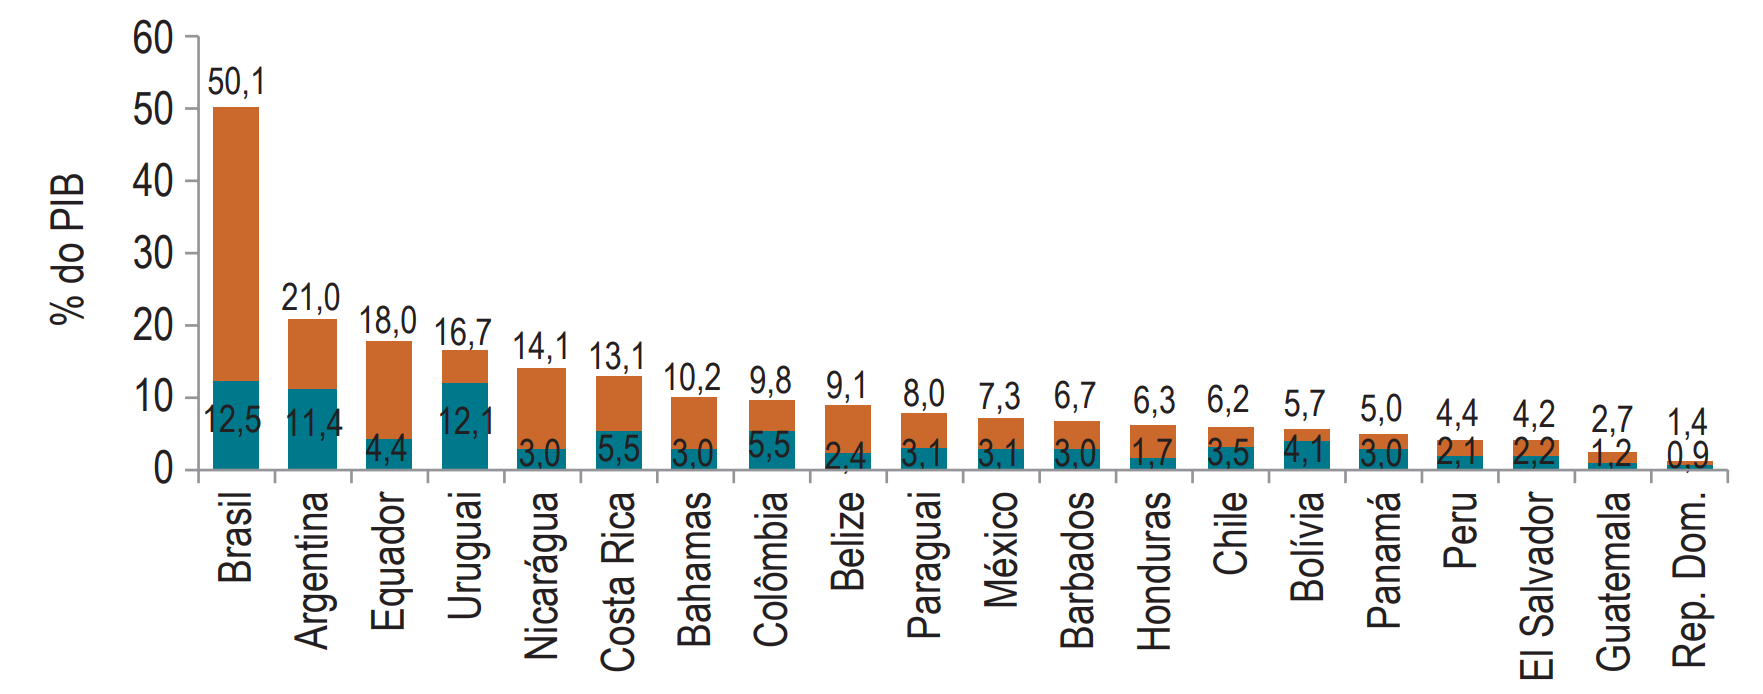 % do PIB
60
50
40
30
20
10
0
50,1
21,0
18,0
16,7
14,1
13,1
10,2
9,8
9,1
8,0
7,3
6,7
6,3
6,2
5,7
5,0
4,4
4,2
2,7
1,4
12,5
11,4
4,4
12,1
3,0
5,5
3,0
5,5
2,4
3,1
3,1
3,0
1,7
3,5
4,1
3,0
2,1
2,2
1,2
0,9
Brasil
Argentina
Equador
Uruguai
Nicarágua
Costa Rica
Bahamas
Colômbia
Belize
Paraguai
México
Barbados
Honduras
Chile
Bolívia
Panamá
Peru
El Salvador
Guatemala
Rep. Dom.